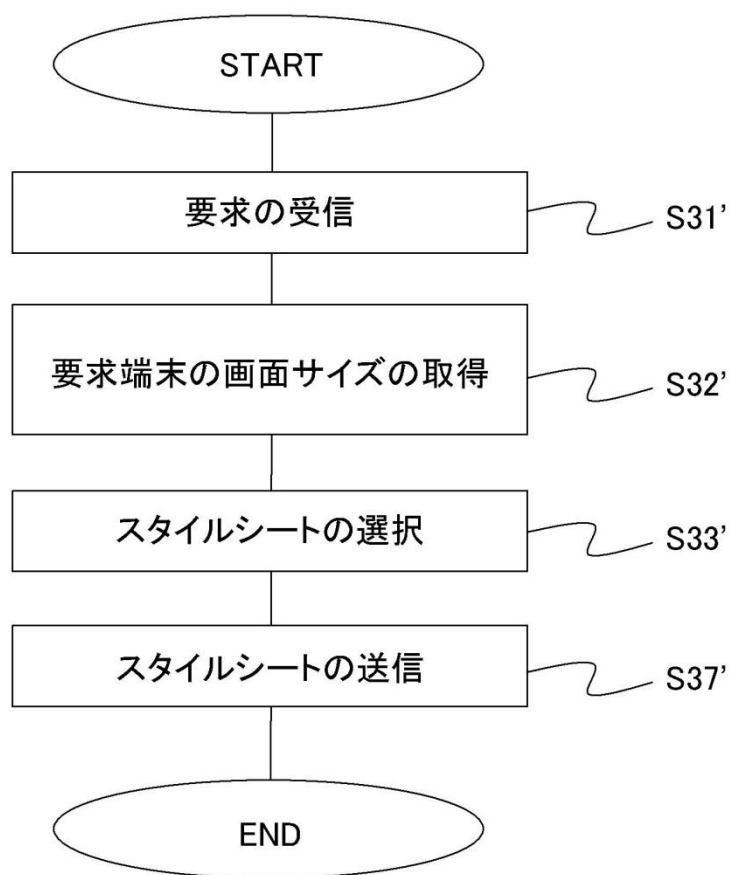 START
要求の受信
S31'
要求端末の画面サイズの取得
S32'
スタイルシートの選択
S33'
スタイルシートの送信
S37'
END